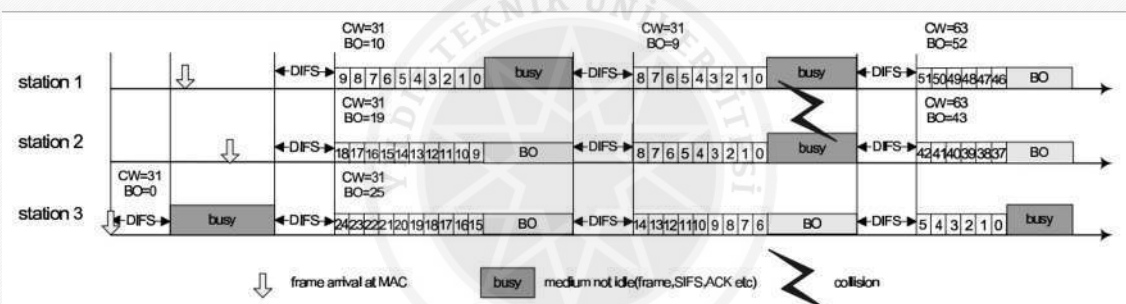 YEDİ TEKNİK ÜNİVERSİTESİ
CW=31 CW=31 CW=63
BO=10 BO=9 BO=52
station 1 DIFS 9 8 7 6 5 4 3 2 1 0 busy DIFS 8 7 6 5 4 3 2 1 0 busy DIFS 51 50 49 48 47 46 BO
CW=31 CW=63
BO=19 BO=43
station 2 DIFS 18 17 16 15 14 13 12 11 10 9 BO DIFS 8 7 6 5 4 3 2 1 0 busy DIFS 42 41 40 39 38 37 BO
CW=31 CW=31
BO=0 BO=25
station 3 DIFS busy DIFS 24 23 22 21 20 19 18 17 16 15 BO DIFS 14 13 12 11 10 9 8 7 6 BO DIFS 5 4 3 2 1 0 busy
frame arrival at MAC busy medium not idle(frame,SIFS,ACK etc) collision